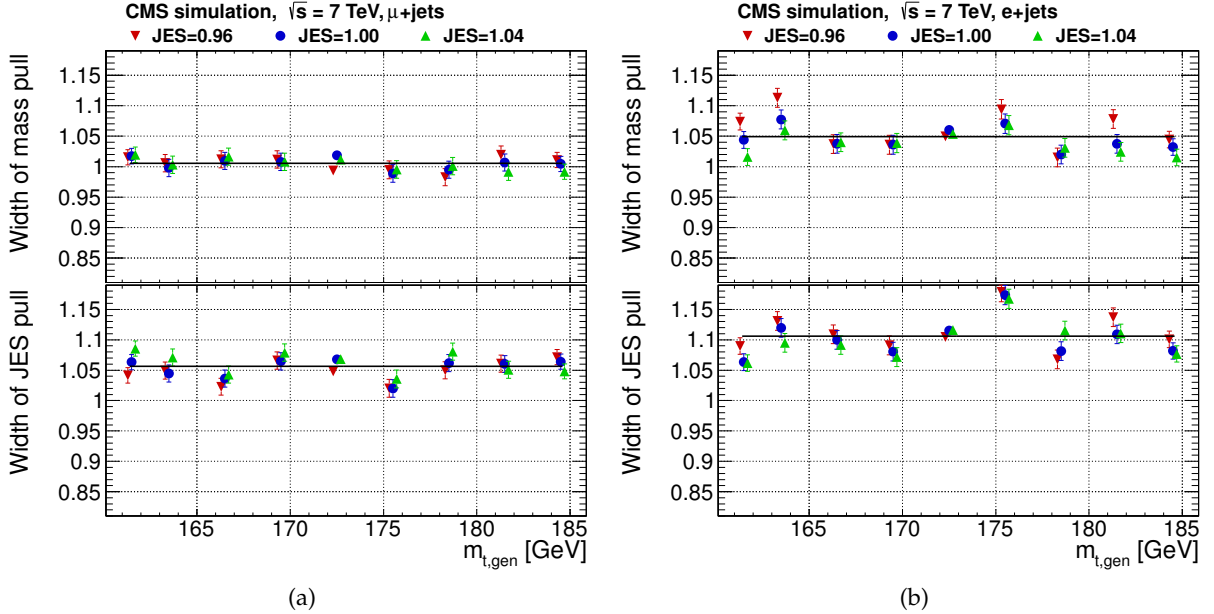 CMS simulation, √s = 7 TeV, μ+jets
JES=0.96 JES=1.00 JES=1.04
Width of mass pull
1.15
1.1
1.05
1
0.95
0.9
0.85
Width of JES pull
1.15
1.1
1.05
1
0.95
0.9
0.85
165 170 175 180 185
m_{t,gen} [GeV]
(a)
CMS simulation, √s = 7 TeV, e+jets
JES=0.96 JES=1.00 JES=1.04
Width of mass pull
1.15
1.1
1.05
1
0.95
0.9
0.85
Width of JES pull
1.15
1.1
1.05
1
0.95
0.9
0.85
165 170 175 180 185
m_{t,gen} [GeV]
(b)